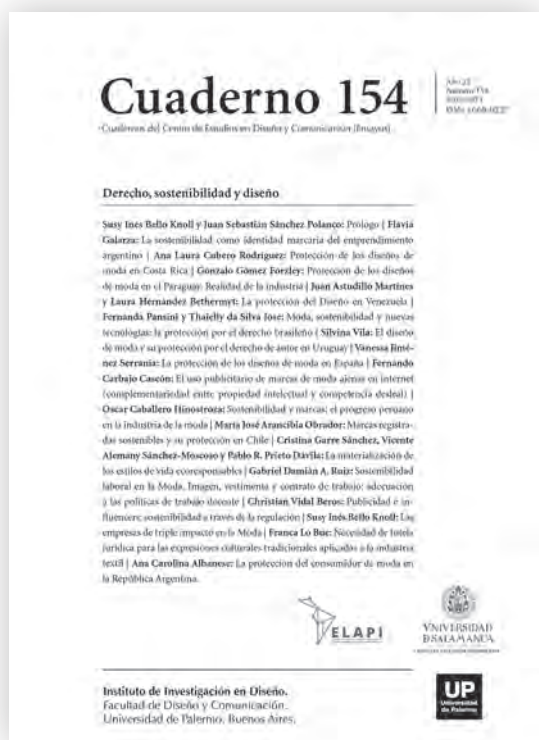 Cuaderno 154
Cuadernos del Centro de Estudios en Diseño y Comunicación [Ensayos]
Derecho, sostenibilidad y diseño
Susy Inés Bello Knoll y Juan Sebastián Sánchez Polanco: Prólogo | Flavia
Galarza: La sostenibilidad como identidad marcaria del emprendimiento
argentino | Ana Laura Cubero Rodríguez: Protección de los diseños de
moda en Costa Rica | Gonzalo Gómez Forzley: Protección de los diseños
de moda en el Paraguay. Realidad de la industria | Juan Astudillo Martínes
y Laura Hernández Bethermyt: La protección del Diseño en Venezuela |
Fernanda Pansini y Thaielly da Silva Jose: Moda, sostenibilidad y nuevas
tecnologías: la protección por el derecho brasileño | Silvina Vila: El diseño
de moda y su protección por el derecho de autor en Uruguay | Vanessa Jimé-
nez Serranía: La protección de los diseños de moda en España | Fernando
Carbajo Cascón: El uso publicitario de marcas de moda ajenas en internet
(complementariedad entre propiedad intelectual y competencia desleal) |
Oscar Caballero Hinostroza: Sostenibilidad y marcas: el progreso peruano
en la industria de la moda | María José Arancibia Obrador: Marcas registra-
das sostenibles y su protección en Chile | Cristina Garre Sánchez, Vicente
Alemany Sánchez-Moscoso y Pablo R. Prieto Dávila: La materialización de
los estilos de vida ecoresponsables | Gabriel Damián A. Ruiz: Sostenibilidad
laboral en la Moda. Imagen, vestimenta y contrato de trabajo: adecuación
a las políticas de trabajo docente | Christian Vidal Beros: Publicidad e in-
fluencers: sostenibilidad a través de la regulación | Susy Inés Bello Knoll: Las
empresas de triple impacto en la Moda | Franca Lo Buc: Necesidad de tutela
jurídica para las expresiones culturales tradicionales aplicadas a la industria
textil | Ana Carolina Albanese: La protección del consumidor de moda en
la República Argentina.
ELAPI
VNiVERSiDAD
DSALAMANCA
Instituto de Investigación en Diseño.
Facultad de Diseño y Comunicación.
Universidad de Palermo. Buenos Aires.
UP
Universidad
de Palermo